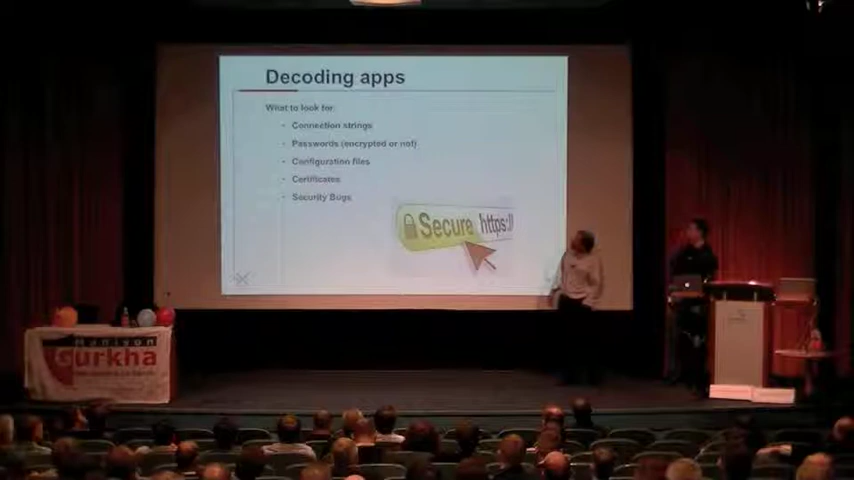 Decoding apps
What to look for:
- Connection strings
- Passwords (encrypted or not)
- Configuration files
- Certificates
- Security Bugs
Secure https://
Gurkha